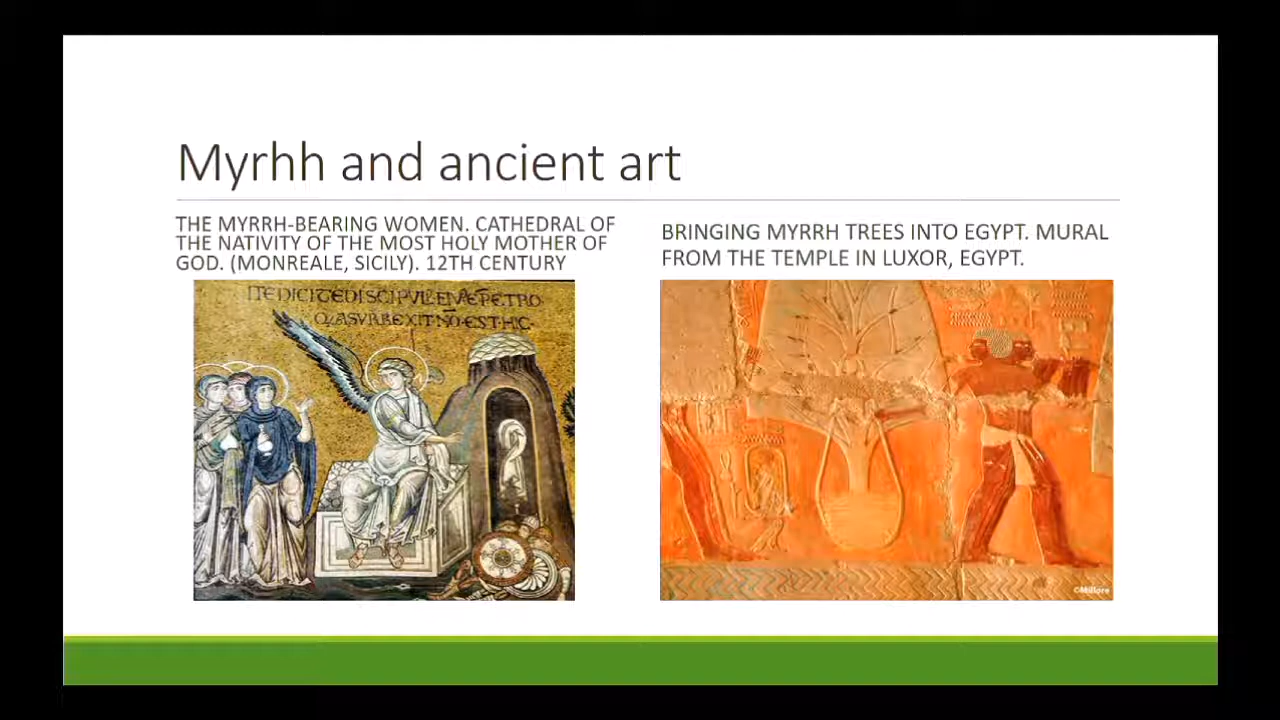 Myrhh and ancient art
THE MYRRH-BEARING WOMEN. CATHEDRAL OF
THE NATIVITY OF THE MOST HOLY MOTHER OF
GOD. (MONREALE, SICILY). 12TH CENTURY
BRINGING MYRRH TREES INTO EGYPT. MURAL
FROM THE TEMPLE IN LUXOR, EGYPT.